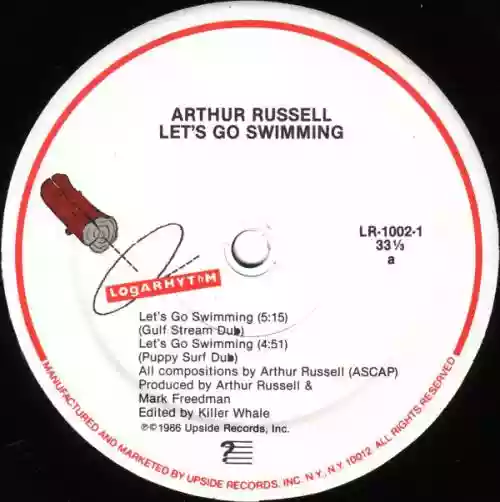 ARTHUR RUSSELL
LET'S GO SWIMMING
LR-1002-1
33⅓
a
LOGARHYTHM
Let's Go Swimming (5:15)
(Gulf Stream Dub)
Let's Go Swimming (4:51)
(Puppy Surf Dub)
All compositions by Arthur Russell (ASCAP)
Produced by Arthur Russell &
Mark Freedman
Edited by Killer Whale
℗©1986 Upside Records, Inc.
?
MANUFACTURED AND MARKETED BY UPSIDE RECORDS, INC. N.Y., N.Y. 10012 ALL RIGHTS RESERVED